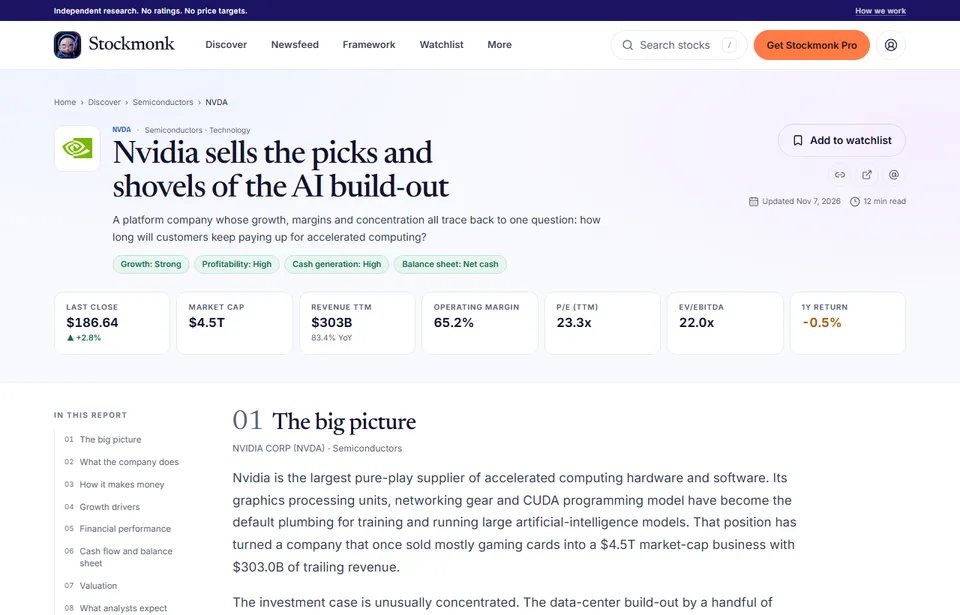 Independent research. No ratings. No price targets.
How we work
Stockmonk
Discover
Newsfeed
Framework
Watchlist
More
Search stocks
/
Get Stockmonk Pro
Home › Discover › Semiconductors › NVDA
NVDA · Semiconductors · Technology
Nvidia sells the picks and
shovels of the AI build-out
A platform company whose growth, margins and concentration all trace back to one question: how
long will customers keep paying up for accelerated computing?
Growth: Strong
Profitability: High
Cash generation: High
Balance sheet: Net cash
Add to watchlist
Updated Nov 7, 2026
12 min read
LAST CLOSE
$186.64
▲ +2.8%
MARKET CAP
$4.5T
REVENUE TTM
$303B
83.4% YoY
OPERATING MARGIN
65.2%
P/E (TTM)
23.3x
EV/EBITDA
22.0x
1Y RETURN
-0.5%
IN THIS REPORT
01 The big picture
02 What the company does
03 How it makes money
04 Growth drivers
05 Financial performance
06 Cash flow and balance
sheet
07 Valuation
08 What analysts expect
01 The big picture
NVIDIA CORP (NVDA) · Semiconductors
Nvidia is the largest pure-play supplier of accelerated computing hardware and software. Its
graphics processing units, networking gear and CUDA programming model have become the
default plumbing for training and running large artificial-intelligence models. That position has
turned a company that once sold mostly gaming cards into a $4.5T market-cap business with
$303.0B of trailing revenue.
The investment case is unusually concentrated. The data-center build-out by a handful of